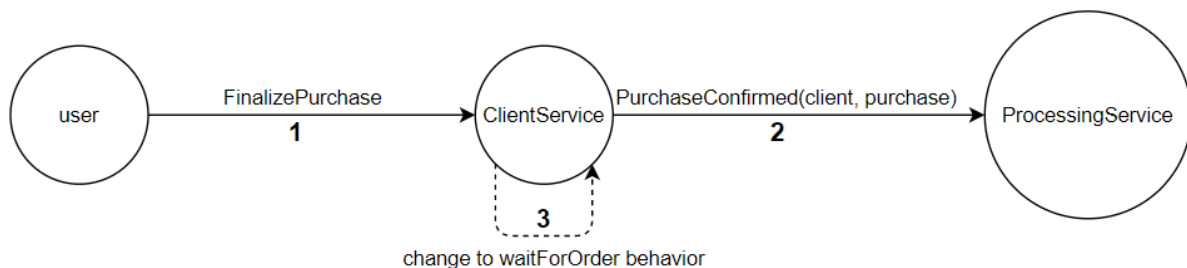 user
FinalizePurchase
1
ClientService
PurchaseConfirmed(client, purchase)
2
ProcessingService
3
change to waitForOrder behavior